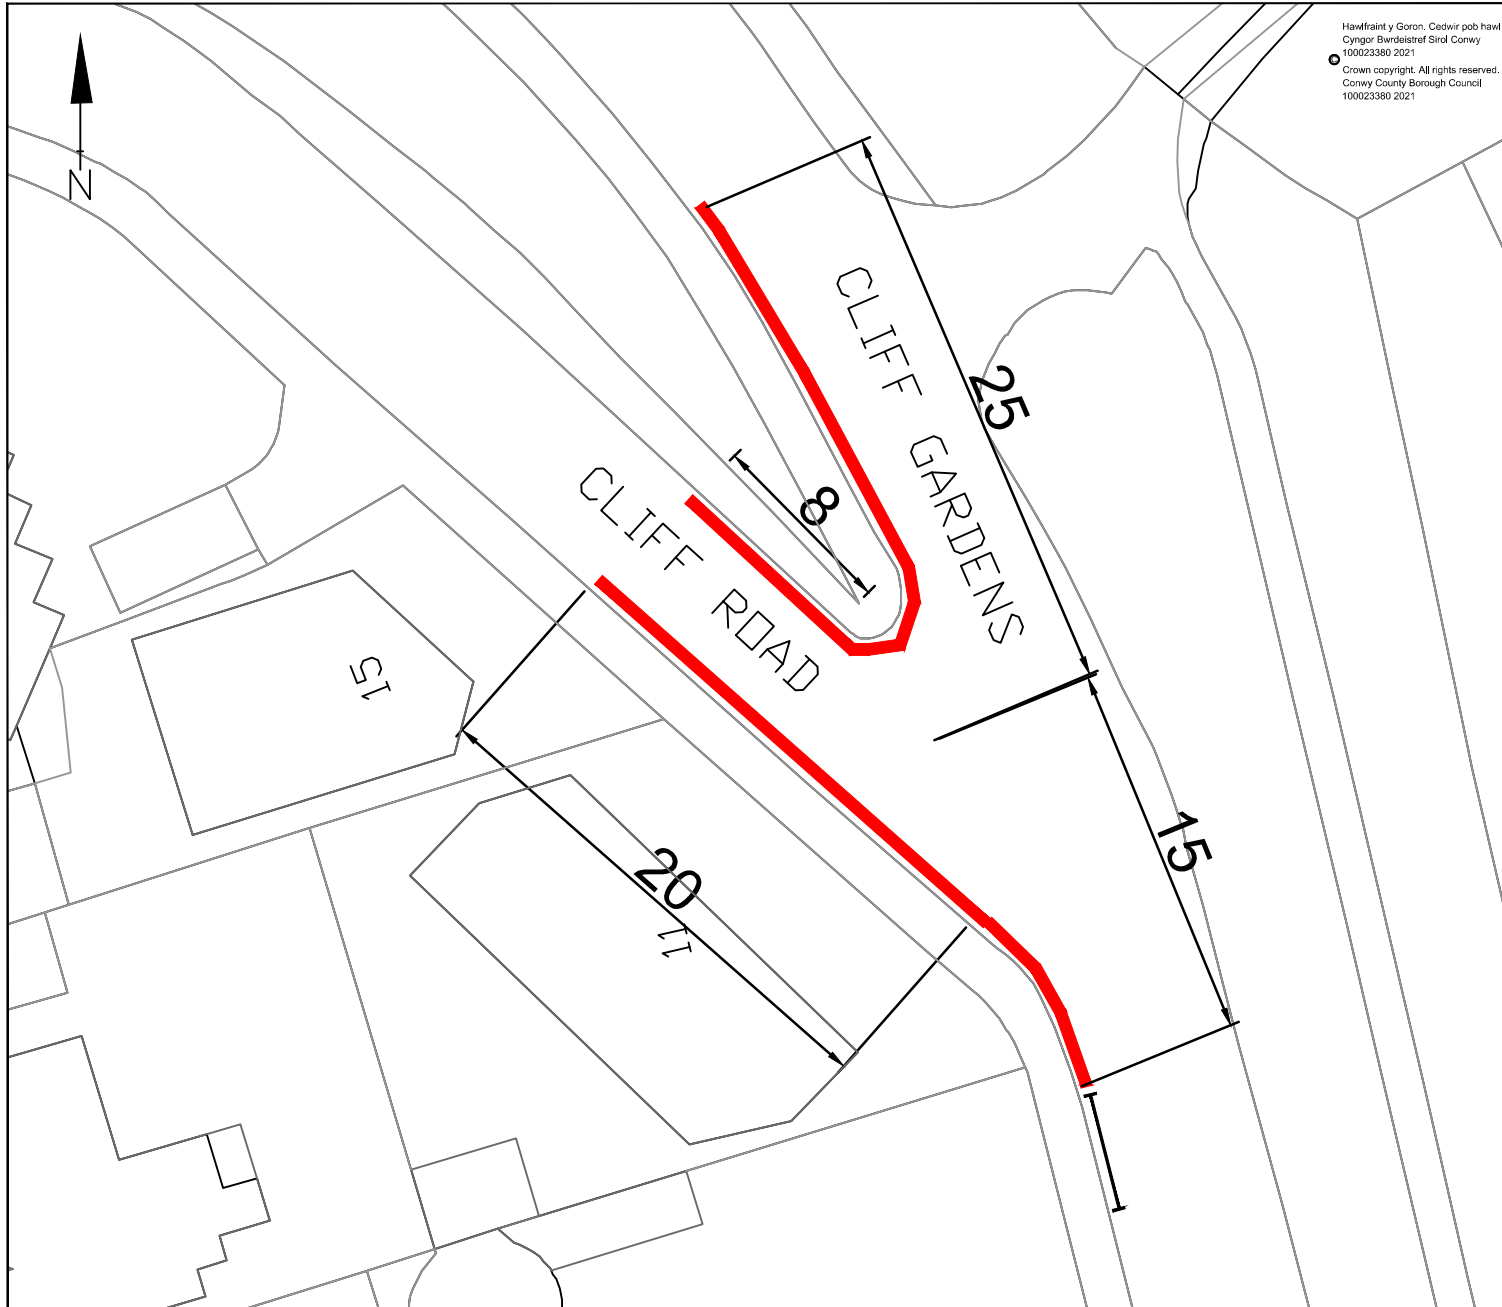 Hawlfraint y Goron. Cedwir pob hawl
Cyngor Bwrdeistref Sirol Conwy
100023380 2021
©
Crown copyright. All rights reserved.
Conwy County Borough Council
100023380 2021
N
CLIFF GARDENS
25
8
CLIFF ROAD
15
15
20
11